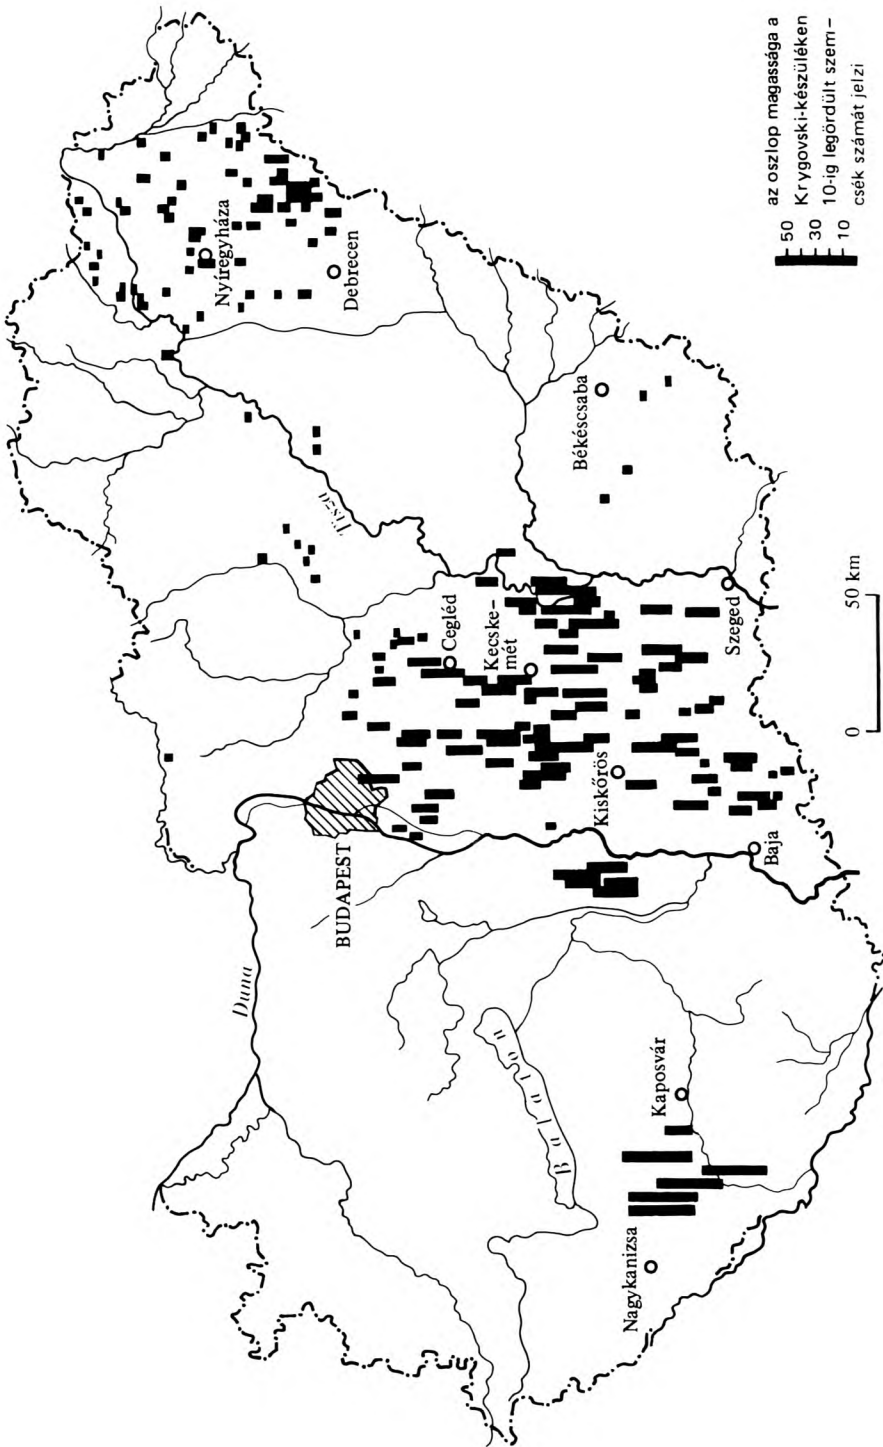 Duna
BUDAPEST
Balaton
Nagykanizsa
Kaposvár
Baja
Kiskőrös
Kecske-
mét
Cegléd
Szeged
Tisza
Békéscsaba
Debrecen
Nyíregyháza
0
50 km
50
30
10
az oszlop magassága a
Krygovski-készüléken
10-ig legördült szem-
csék számát jelzi